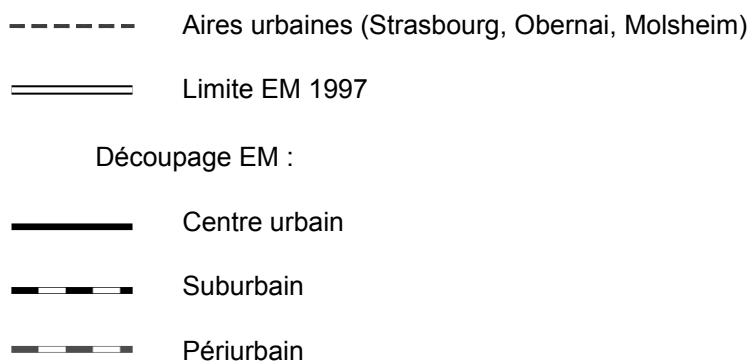 Aires urbaines (Strasbourg, Obernai, Molsheim)
Limite EM 1997
Découpage EM :
Centre urbain
Suburbain
Périurbain